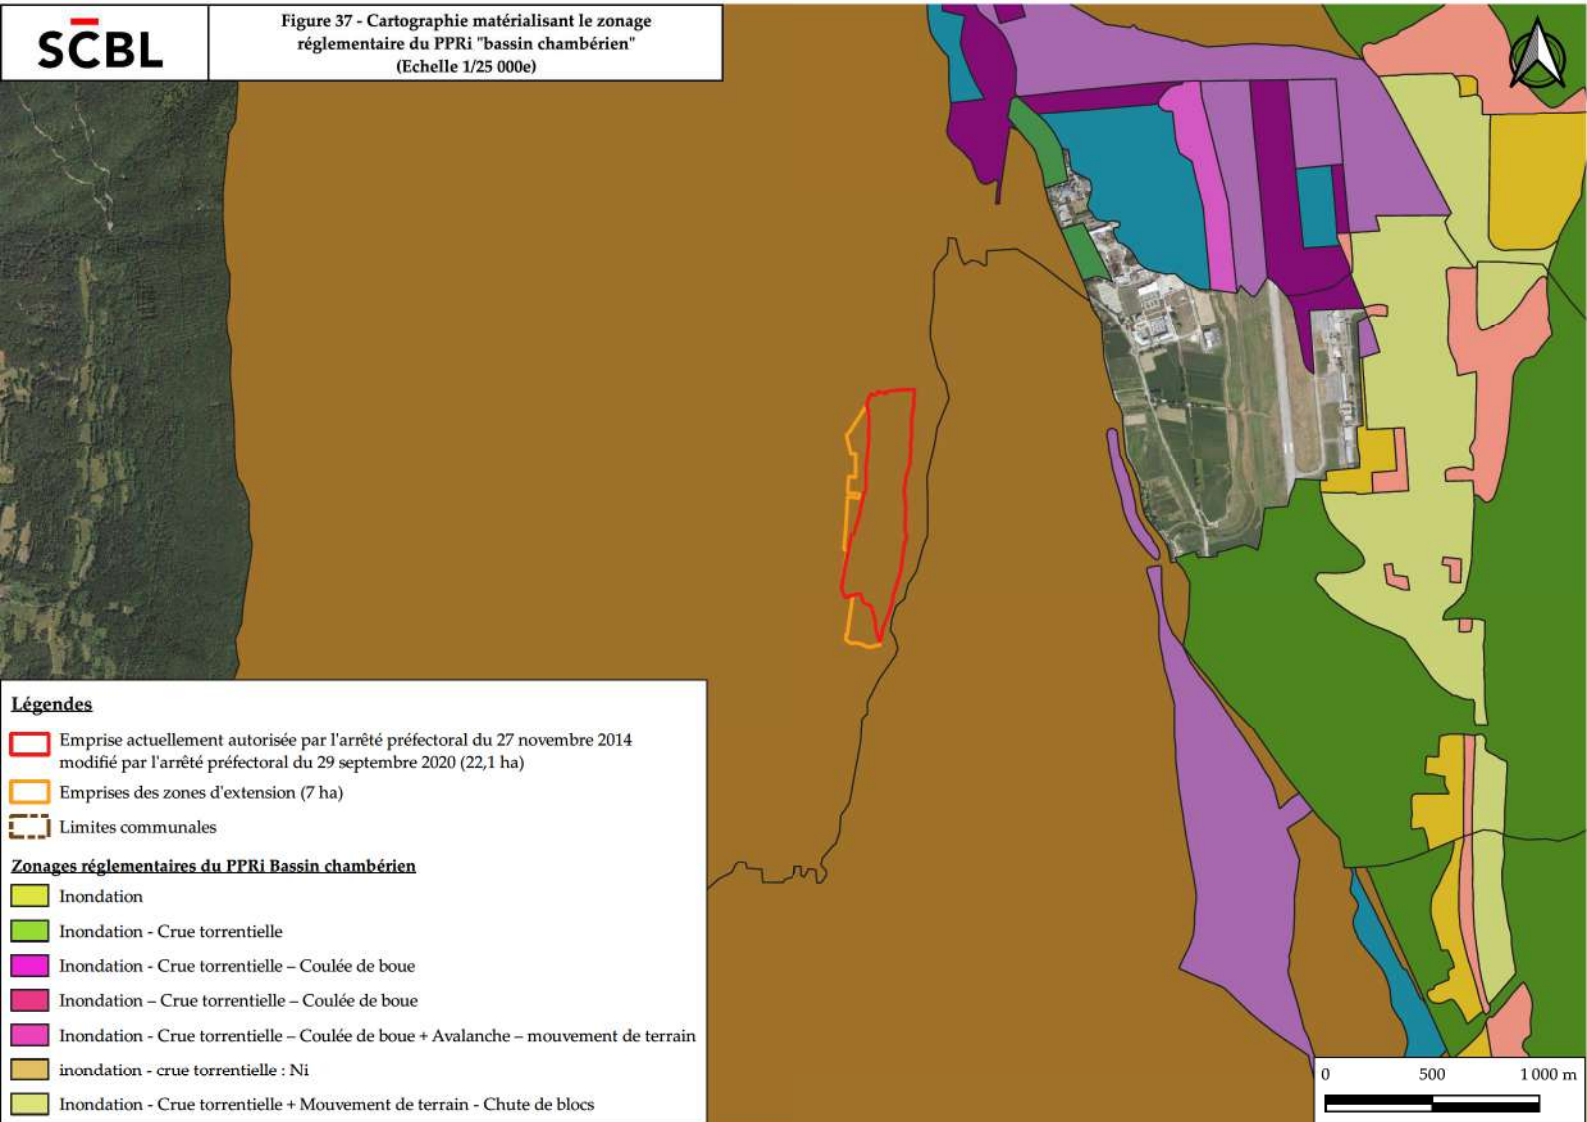 SCBL
Figure 37 - Cartographie matérialisant le zonage
réglementaire du PPRi "bassin chambérien"
(Echelle 1/25 000e)
Légendes
Emprise actuellement autorisée par l'arrêté préfectoral du 27 novembre 2014
modifié par l'arrêté préfectoral du 29 septembre 2020 (22,1 ha)
Emprises des zones d'extension (7 ha)
Limites communales
Zonages réglementaires du PPRi Bassin chambérien
Inondation
Inondation - Crue torrentielle
Inondation - Crue torrentielle – Coulée de boue
Inondation – Crue torrentielle – Coulée de boue
Inondation - Crue torrentielle – Coulée de boue + Avalanche – mouvement de terrain
inondation - crue torrentielle : Ni
Inondation - Crue torrentielle + Mouvement de terrain - Chute de blocs
0 500 1 000 m